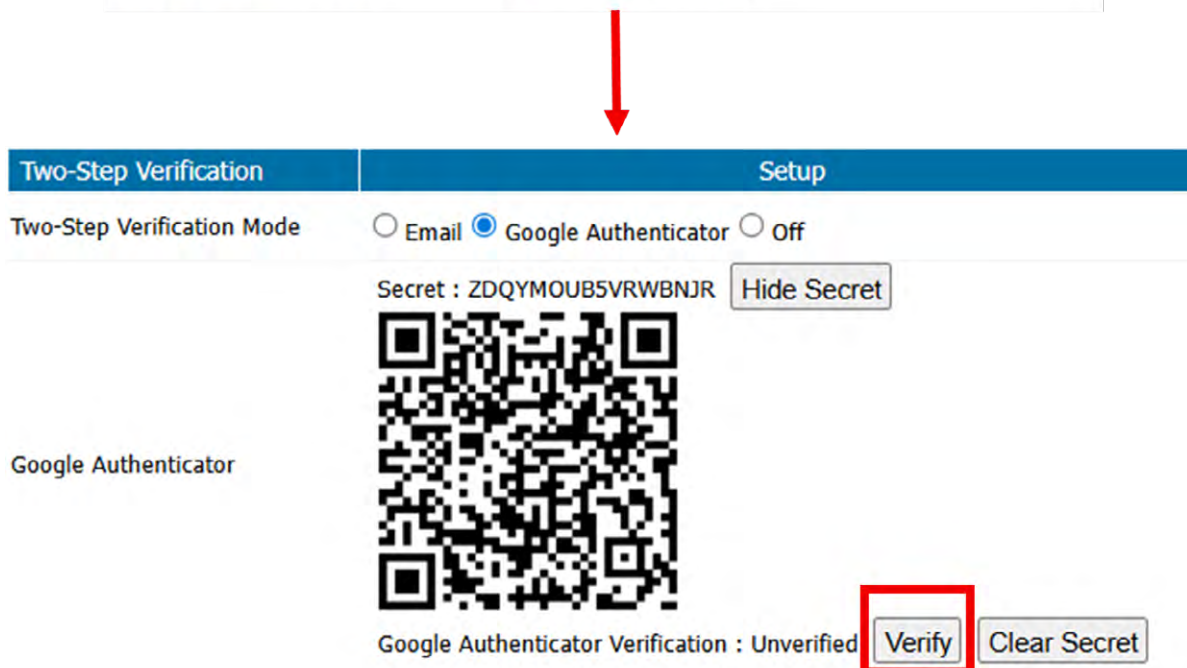 Two-Step Verification Setup
Two-Step Verification Mode Email Google Authenticator Off
Secret : ZDQYMOUB5VRWBNJR Hide Secret
Google Authenticator
Google Authenticator Verification : Unverified Verify Clear Secret